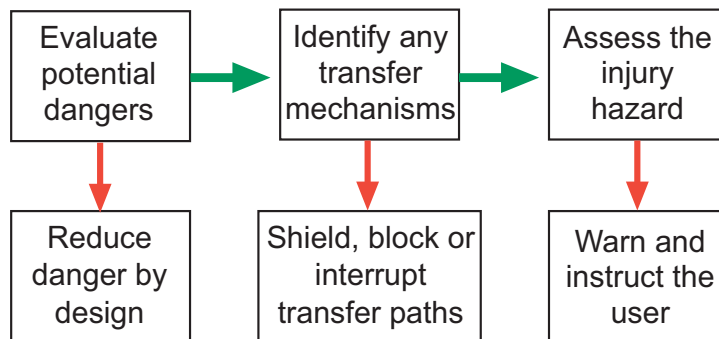 Evaluate
potential
dangers
Identify any
transfer
mechanisms
Assess the
injury
hazard
Reduce
danger by
design
Shield, block or
interrupt
transfer paths
Warn and
instruct the
user